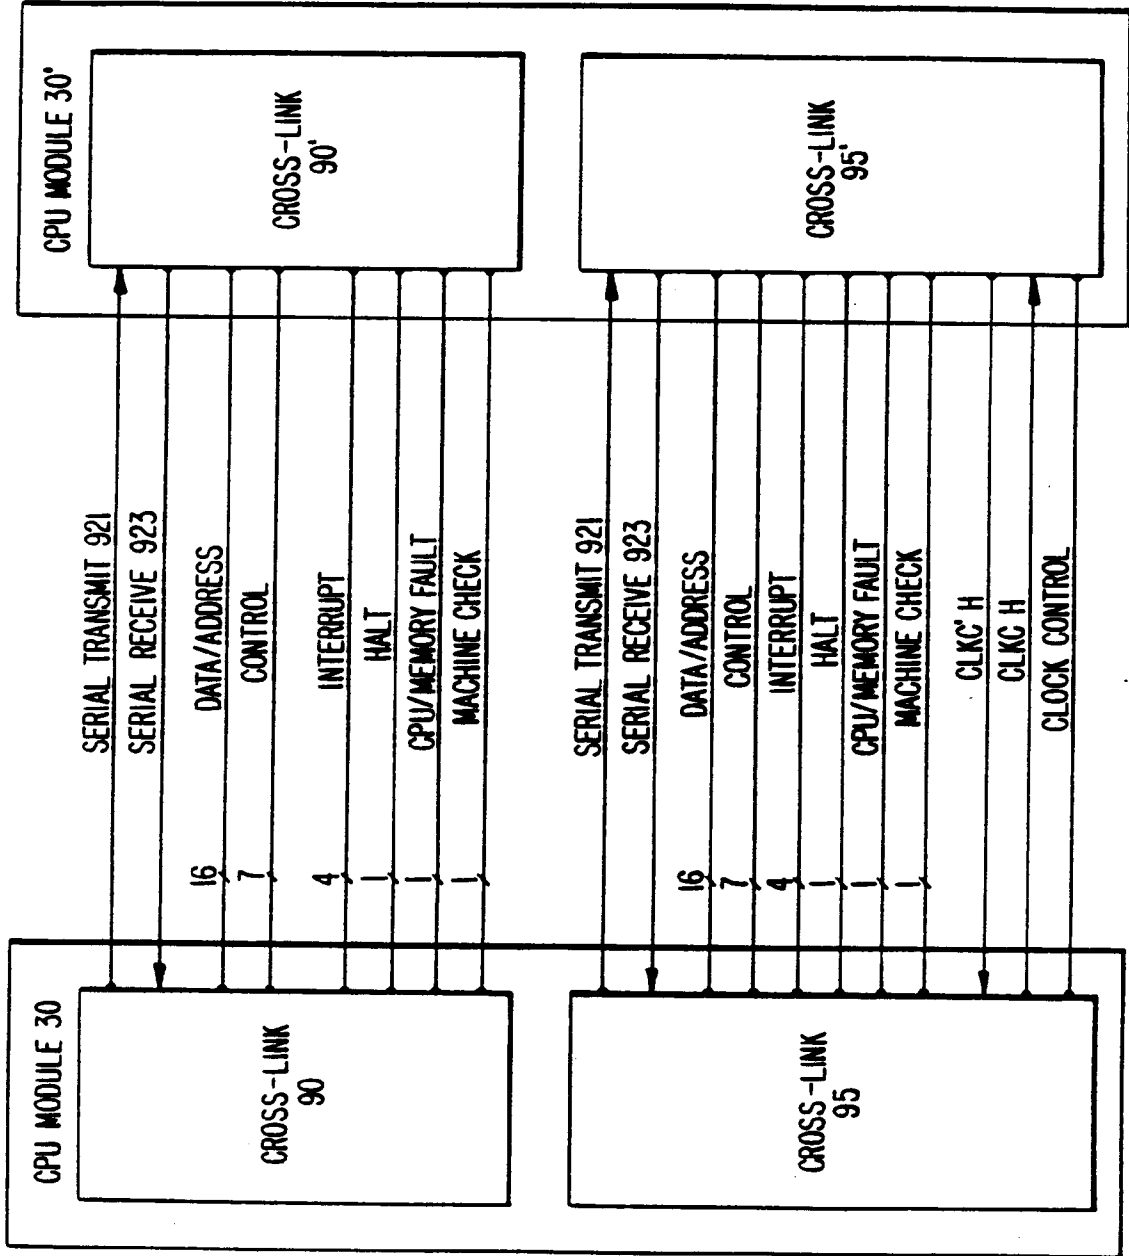 CPU MODULE 30'
CROSS-LINK
90'
CROSS-LINK
95'
SERIAL TRANSMIT 921
SERIAL RECEIVE 923
16
DATA/ADDRESS
7
CONTROL
4
INTERRUPT
1
HALT
1
CPU/MEMORY FAULT
1
MACHINE CHECK
SERIAL TRANSMIT 921
SERIAL RECEIVE 923
16
DATA/ADDRESS
7
CONTROL
4
INTERRUPT
1
HALT
1
CPU/MEMORY FAULT
1
MACHINE CHECK
CLKC' H
CLKC H
CLOCK CONTROL
CPU MODULE 30
CROSS-LINK
90
CROSS-LINK
95